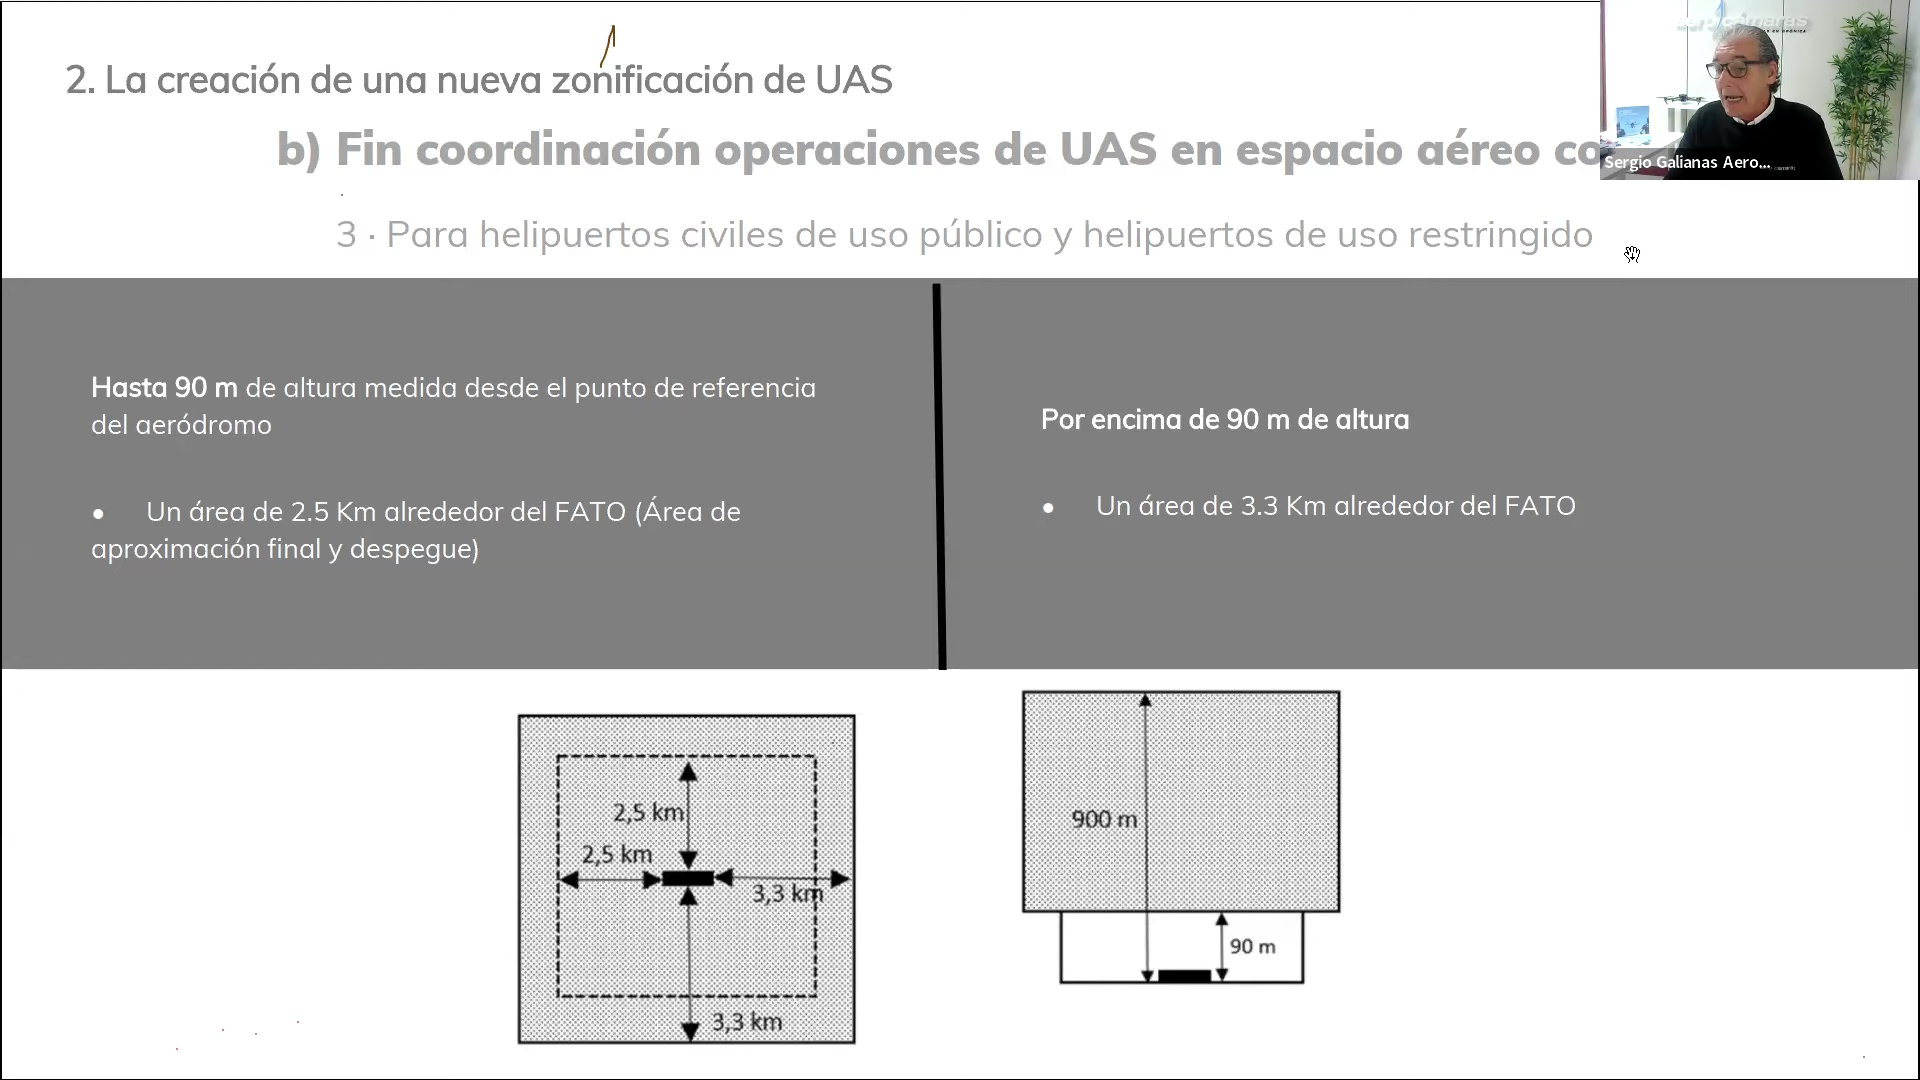 2. La creación de una nueva zonificación de UAS
b) Fin coordinación operaciones de UAS en espacio aéreo co
3 · Para helipuertos civiles de uso público y helipuertos de uso restringido
Sergio Galianas Aero...
Hasta 90 m de altura medida desde el punto de referencia
del aeródromo
• Un área de 2.5 Km alrededor del FATO (Área de
aproximación final y despegue)
Por encima de 90 m de altura
• Un área de 3.3 Km alrededor del FATO
2,5 km
2,5 km
3,3 km
3,3 km
900 m
90 m